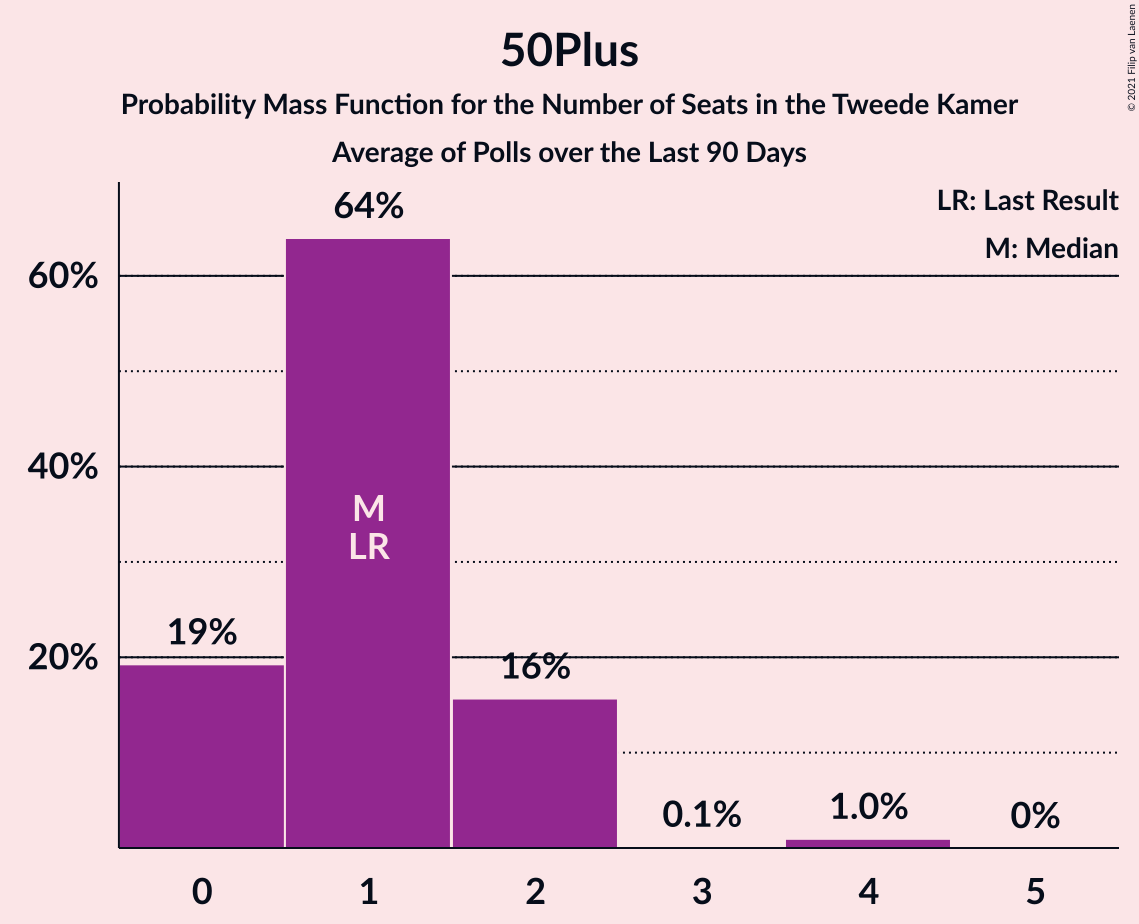 50Plus
Probability Mass Function for the Number of Seats in the Tweede Kamer
Average of Polls over the Last 90 Days
© 2021 Filip van Laenen
LR: Last Result
M: Median
64%
60%
40%
M
LR
19%
20%
16%
0.1%
1.0%
0%
0 1 2 3 4 5